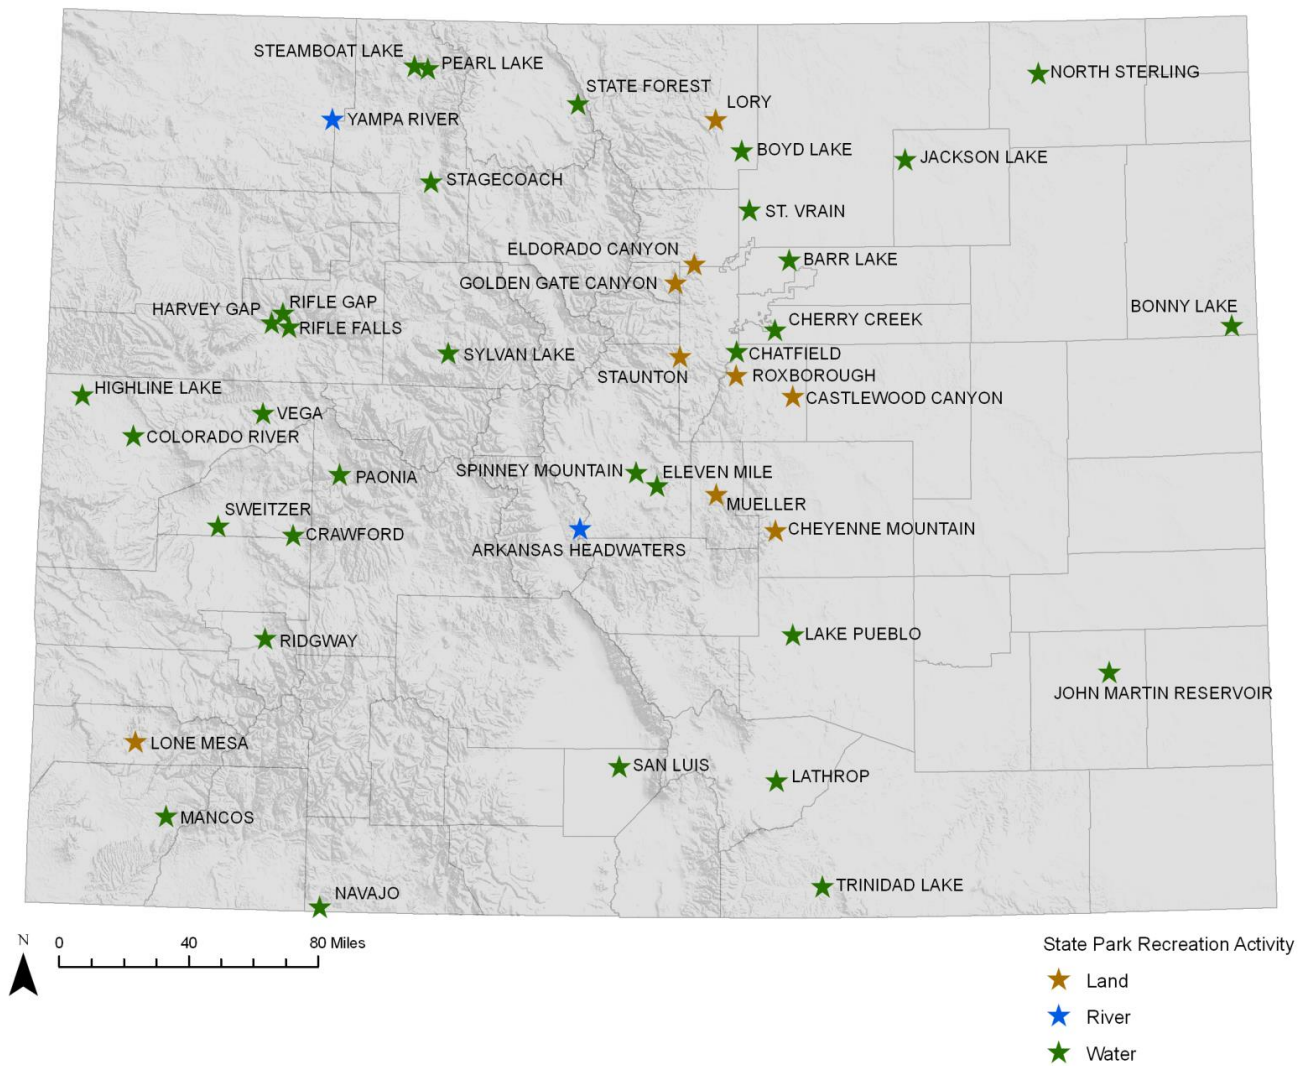 STEAMBOAT LAKE
PEARL LAKE
NORTH STERLING
STATE FOREST
LORY
YAMPA RIVER
BOYD LAKE
JACKSON LAKE
STAGECOACH
ST. VRAIN
ELDORADO CANYON
BARR LAKE
GOLDEN GATE CANYON
RIFLE GAP
HARVEY GAP
BONNY LAKE
CHERRY CREEK
RIFLE FALLS
SYLVAN LAKE
CHATFIELD
STAUNTON
ROXBOROUGH
HIGHLINE LAKE
CASTLEWOOD CANYON
VEGA
COLORADO RIVER
SPINNEY MOUNTAIN
ELEVEN MILE
PAONIA
MUELLER
SWEITZER
CHEYENNE MOUNTAIN
CRAWFORD
ARKANSAS HEADWATERS
LAKE PUEBLO
RIDGWAY
JOHN MARTIN RESERVOIR
LONE MESA
SAN LUIS
LATHROP
MANCOS
TRINIDAD LAKE
NAVAJO
N
0 40 80 Miles
State Park Recreation Activity
Land
River
Water